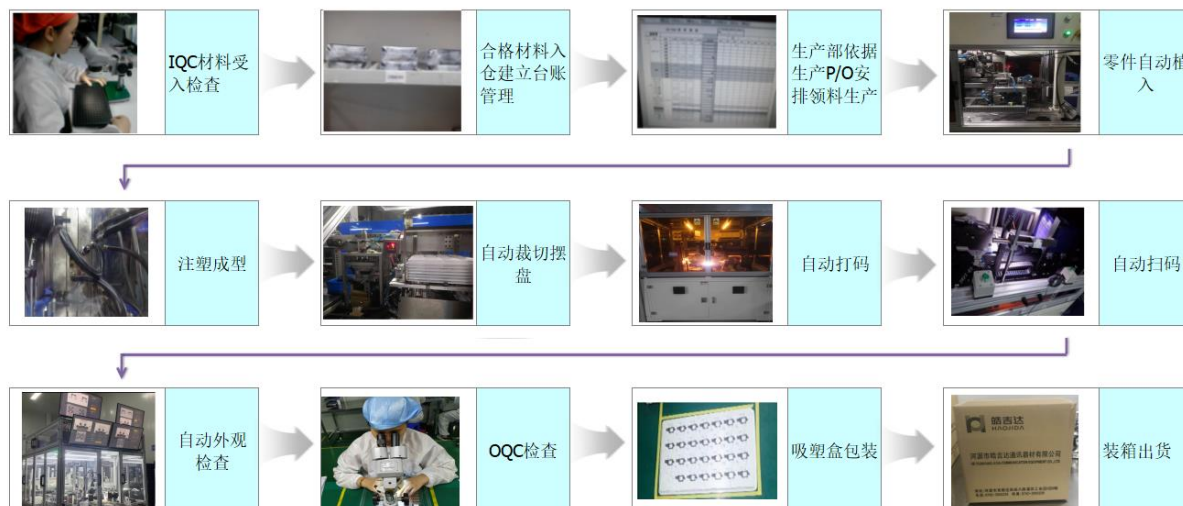 IQC材料受
入检查
合格材料入
仓建立台账
管理
生产部依据
生产P/O安
排领料生产
零件自动植
入
注塑成型
自动裁切摆
盘
自动打码
自动扫码
自动外观
检查
OQC检查
吸塑盒包装
皓吉达
HAOJIDA
装箱出货